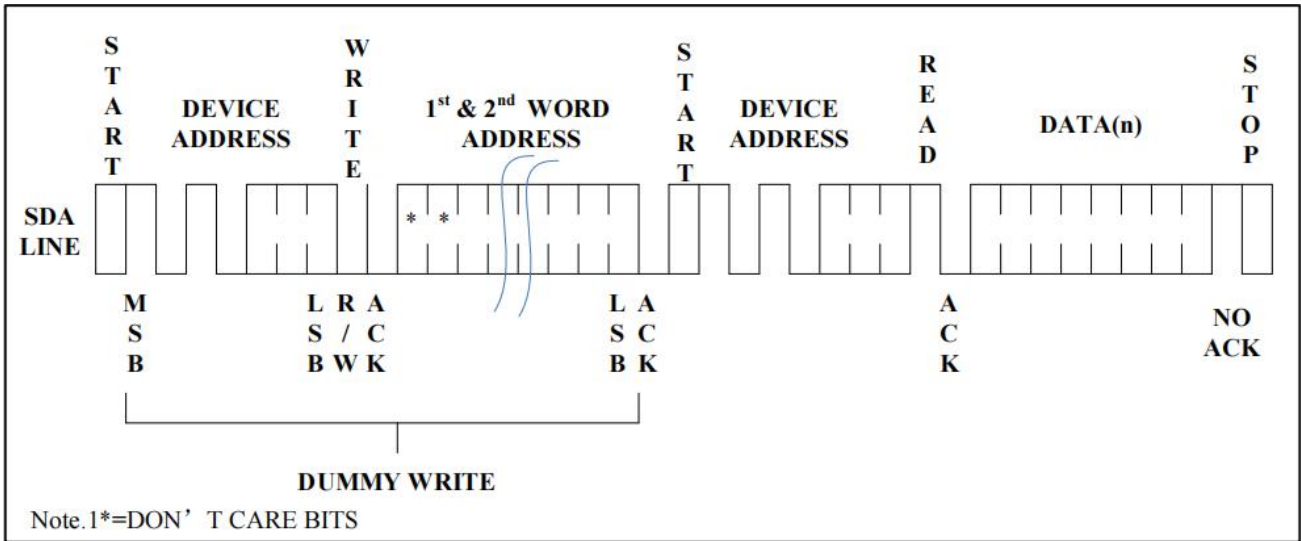 START
WRITE
START
READ
STOP
DEVICE
ADDRESS
1st & 2nd WORD
ADDRESS
DEVICE
ADDRESS
DATA(n)
SDA
LINE
* *
MSB
LSB
R/W
ACK
LSB
ACK
ACK
NO
ACK
DUMMY WRITE
Note.1*=DON’T CARE BITS